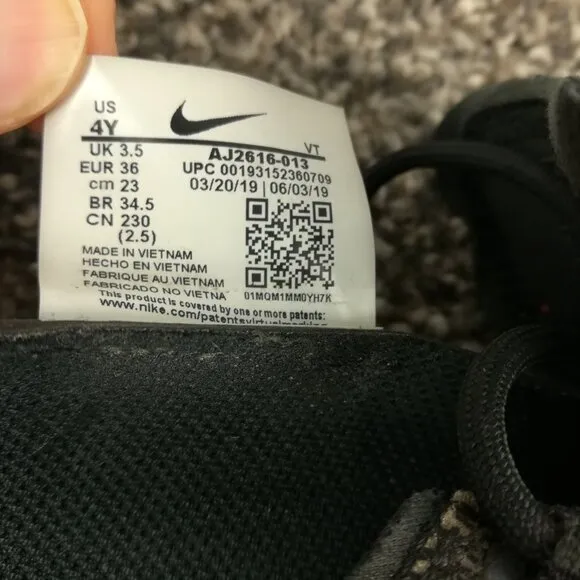 US
4Y
VT
UK 3.5
AJ2616-013
EUR 36
UPC 00193152360709
cm 23
03/20/19 | 06/03/19
BR 34.5
CN 230
(2.5)
MADE IN VIETNAM
HECHO EN VIETNAM
FABRIQUE AU VIETNAM
FABRICADO NO VIETNA
01MQM1MM0YH7K
This product is covered by one or more patents:
www.nike.com/patentsvirtualmarking